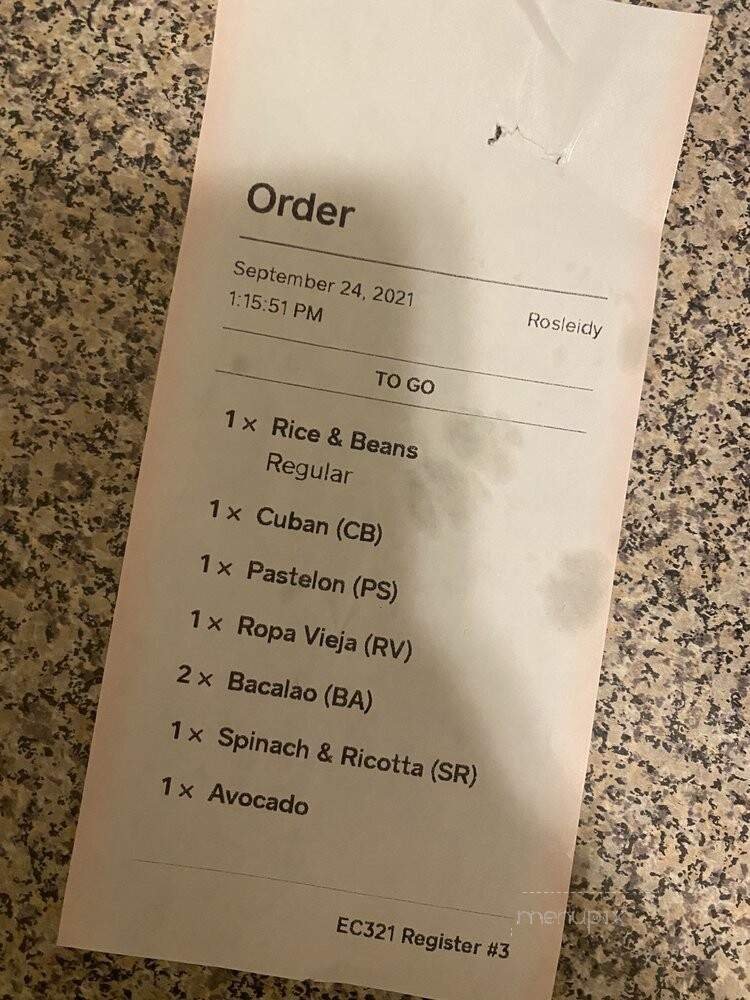 Order
September 24, 2021
1:15:51 PM
Rosleidy
TO GO
1 × Rice & Beans
Regular
1 × Cuban (CB)
1 × Pastelon (PS)
1 × Ropa Vieja (RV)
2 × Bacalao (BA)
1 × Spinach & Ricotta (SR)
1 × Avocado
EC321 Register #3